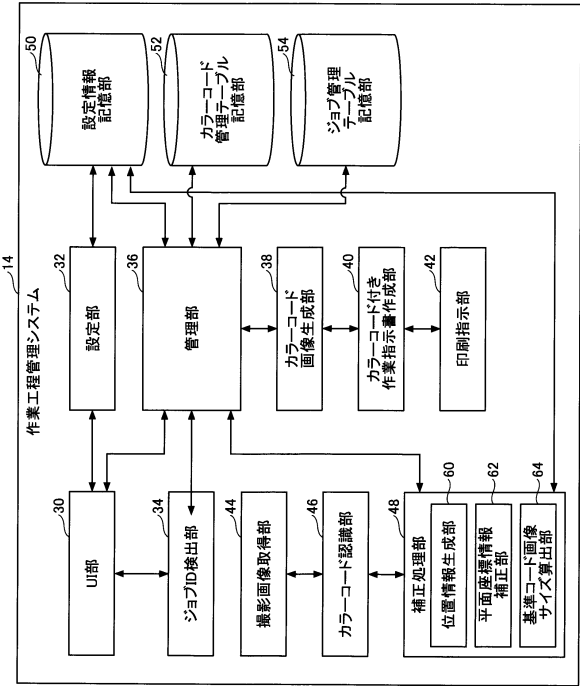 14
作業工程管理システム
30
UI部
32
設定部
50
設定情報
記憶部
34
ジョブID検出部
36
管理部
52
カラーコード
管理テーブル
記憶部
44
撮影画像取得部
38
カラーコード
画像生成部
54
ジョブ管理
テーブル
記憶部
46
カラーコード認識部
40
カラーコード付き
作業指示書作成部
48
補正処理部
42
印刷指示部
60
位置情報生成部
62
平面座標情報
補正部
64
基準コード画像
サイズ算出部